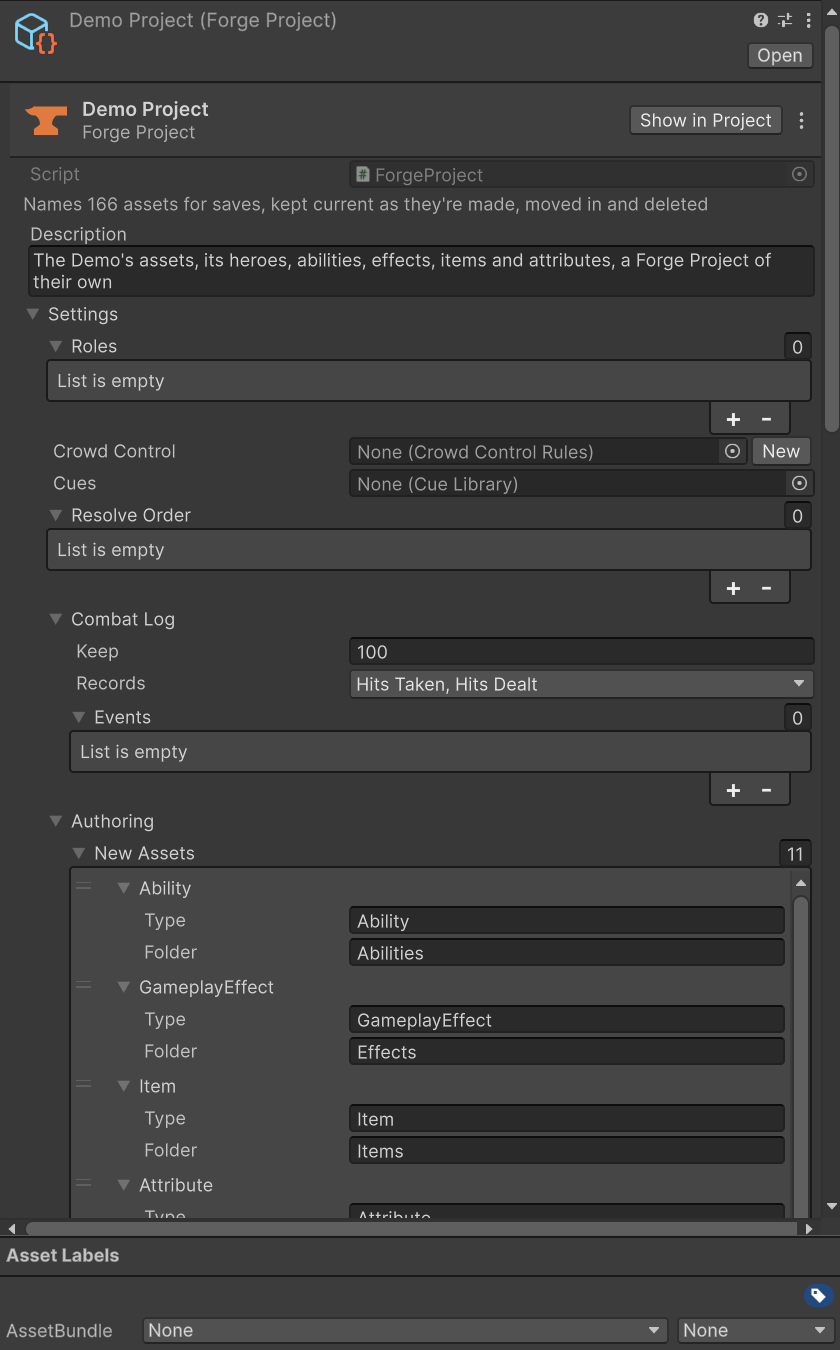 Demo Project (Forge Project)
Open
Demo Project
Forge Project
Show in Project
Script
ForgeProject
Names 166 assets for saves, kept current as they're made, moved in and deleted
Description
The Demo's assets, its heroes, abilities, effects, items and attributes, a Forge Project of
their own
Settings
Roles 0
List is empty
+ -
Crowd Control None (Crowd Control Rules) New
Cues None (Cue Library)
Resolve Order 0
List is empty
+ -
Combat Log
Keep 100
Records Hits Taken, Hits Dealt
Events 0
List is empty
+ -
Authoring
New Assets 11
Ability
Type Ability
Folder Abilities
GameplayEffect
Type GameplayEffect
Folder Effects
Item
Type Item
Folder Items
Attribute
Type Attribute
Asset Labels
AssetBundle None None